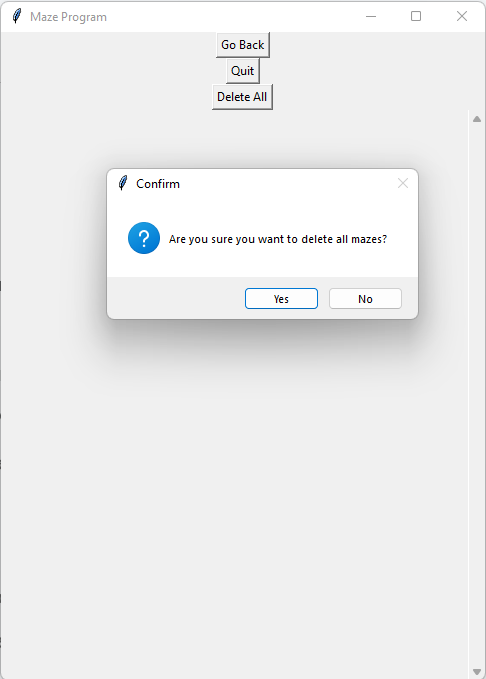 Maze Program
Go Back
Quit
Delete All
Confirm
Are you sure you want to delete all mazes?
Yes
No